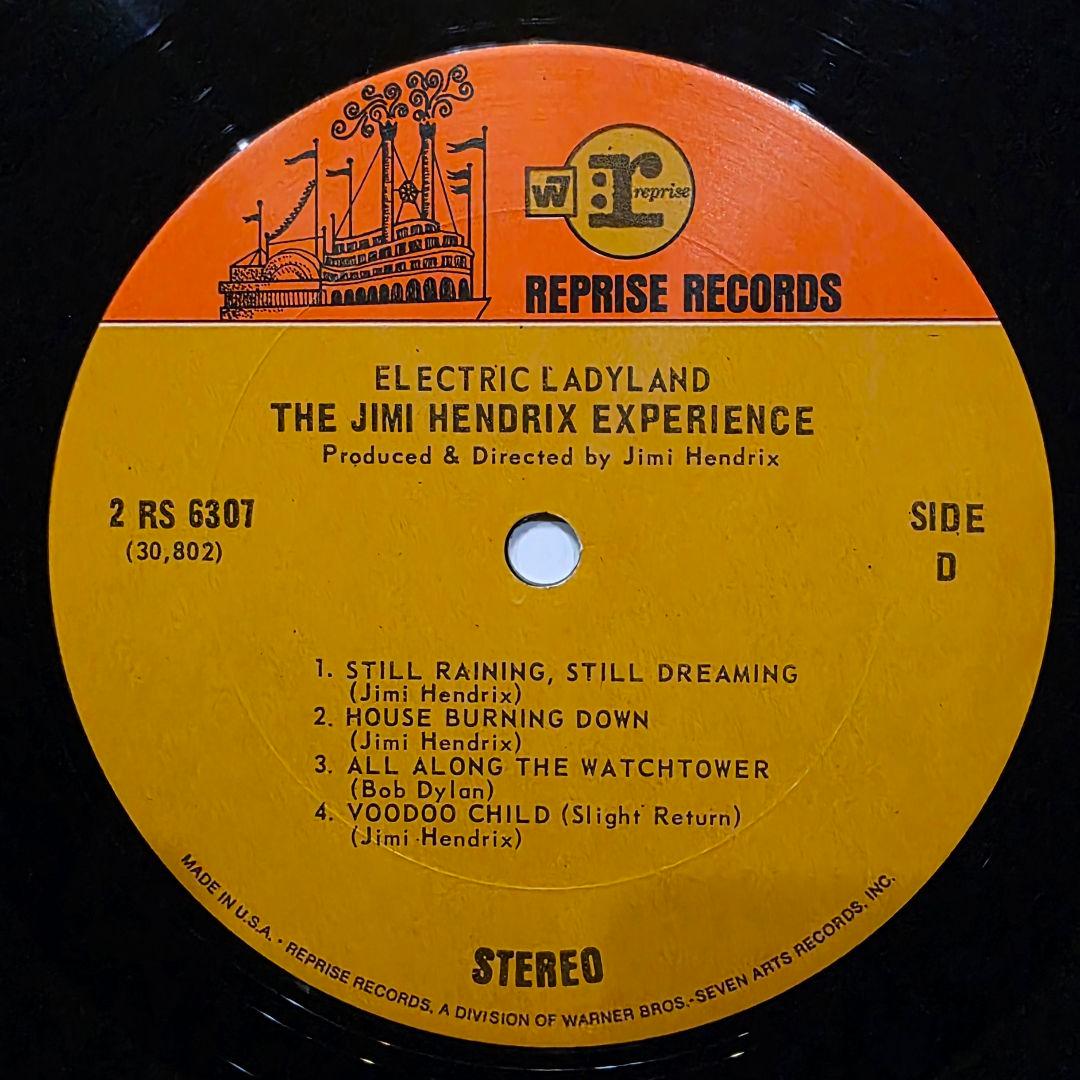 W7
r reprise
REPRISE RECORDS
ELECTRIC LADYLAND
THE JIMI HENDRIX EXPERIENCE
Produced & Directed by Jimi Hendrix
2 RS 6307
(30,802)
SIDE
D
1. STILL RAINING, STILL DREAMING
(Jimi Hendrix)
2. HOUSE BURNING DOWN
(Jimi Hendrix)
3. ALL ALONG THE WATCHTOWER
(Bob Dylan)
4. VOODOO CHILD (Slight Return)
(Jimi Hendrix)
STEREO
MADE IN U.S.A. • REPRISE RECORDS, A DIVISION OF WARNER BROS.-SEVEN ARTS RECORDS, INC.